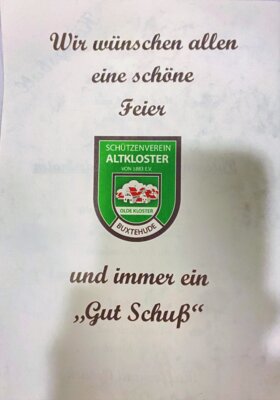 Wir wünschen allen
eine schöne
Feier
SCHÜTZENVEREIN
ALTKLOSTER
VON 1883 E.V.
OLDE KLOSTER
BUXTEHUDE
und immer ein
„Gut Schuß“